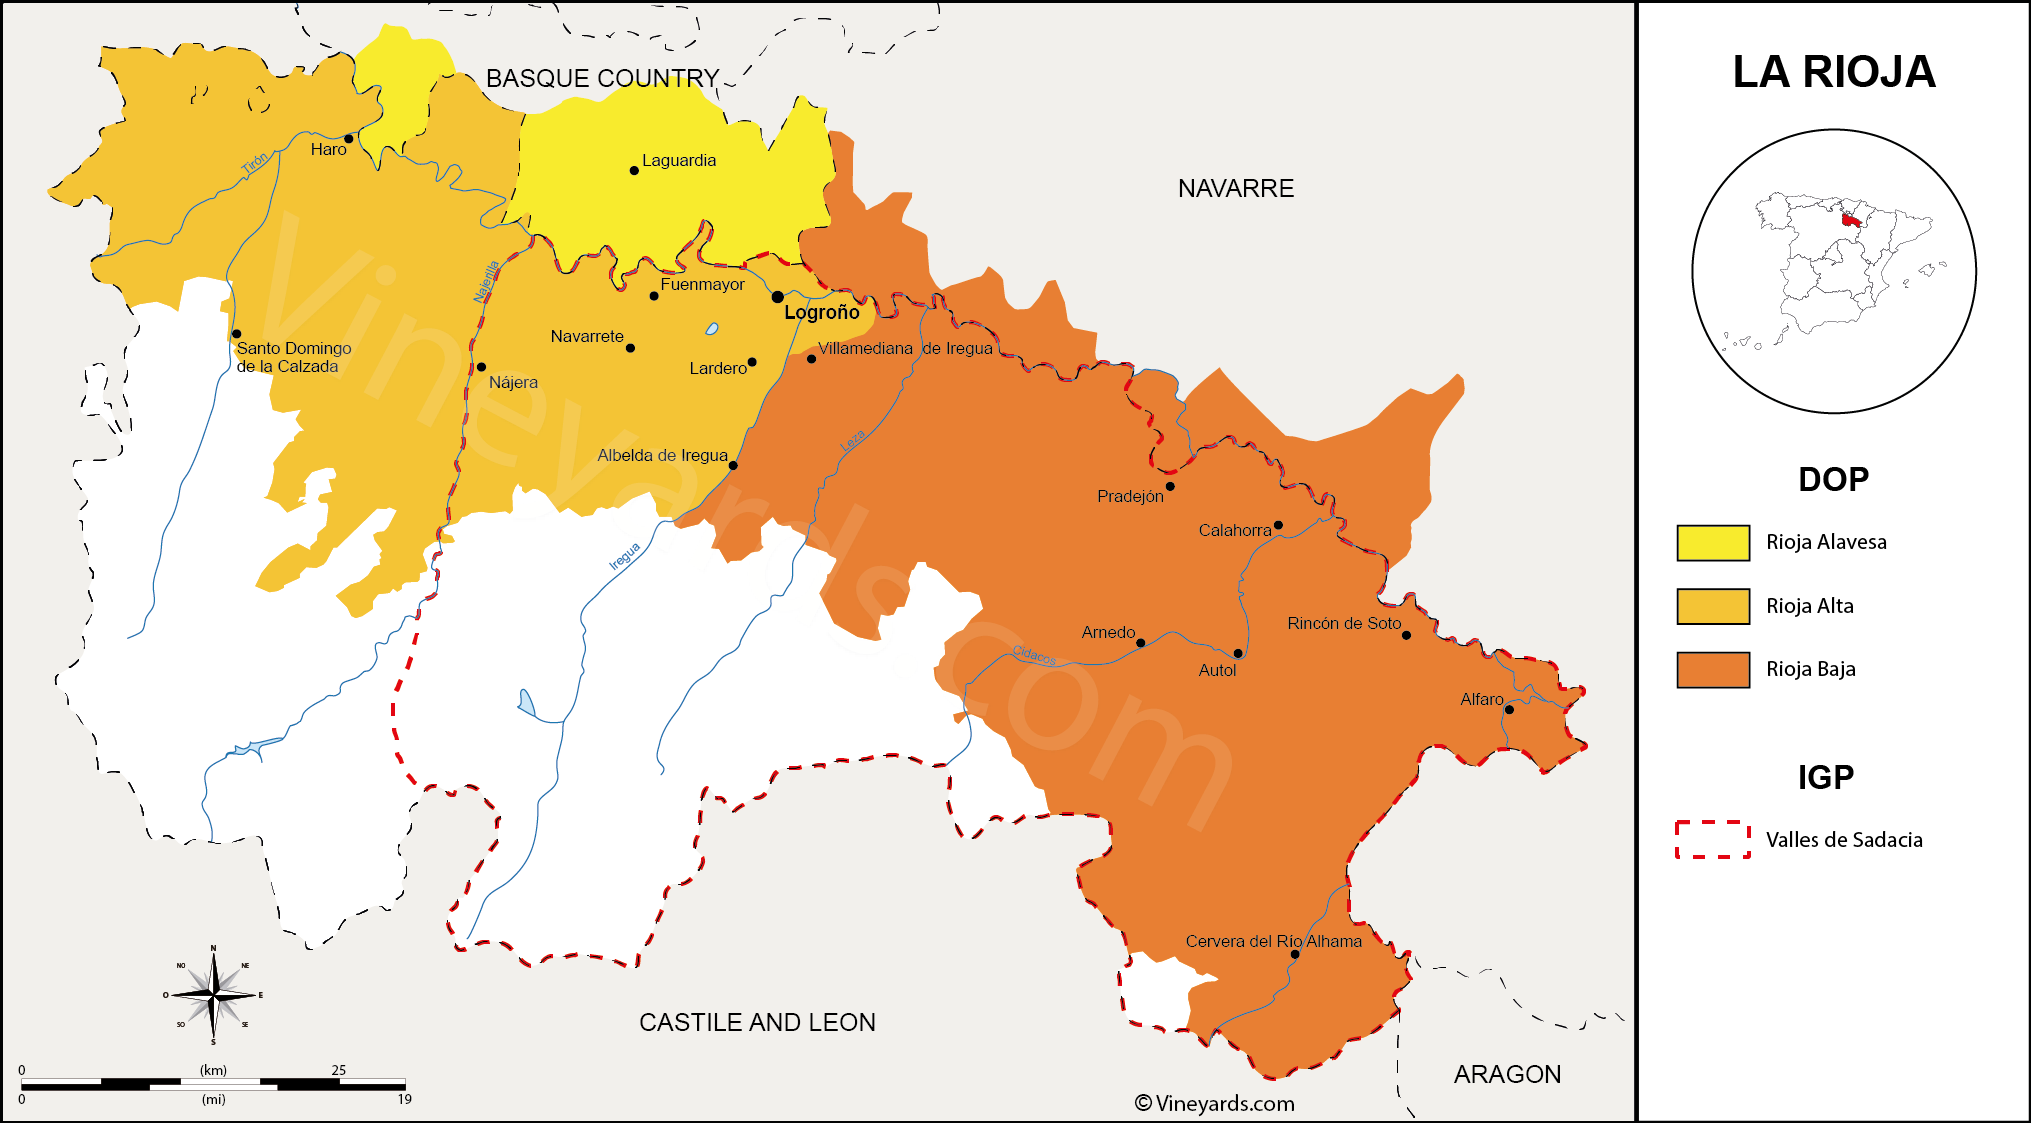 BASQUE COUNTRY
NAVARRE
Haro
Tirón
Laguardia
Najerilla
Fuenmayor
Logroño
Navarrete
Lardero
Villamediana de Iregua
Santo Domingo
de la Calzada
Nájera
Albelda de Iregua
Leza
Pradejón
Calahorra
Iregua
Arnedo
Cidacos
Autol
Rincón de Soto
Alfaro
Cervera del Río Alhama
CASTILE AND LEON
ARAGON
Vineyards.com
N
NO
NE
O
E
SO
SE
S
0 (km) 25
0 (mi) 19
© Vineyards.com
LA RIOJA
DOP
Rioja Alavesa
Rioja Alta
Rioja Baja
IGP
Valles de Sadacia